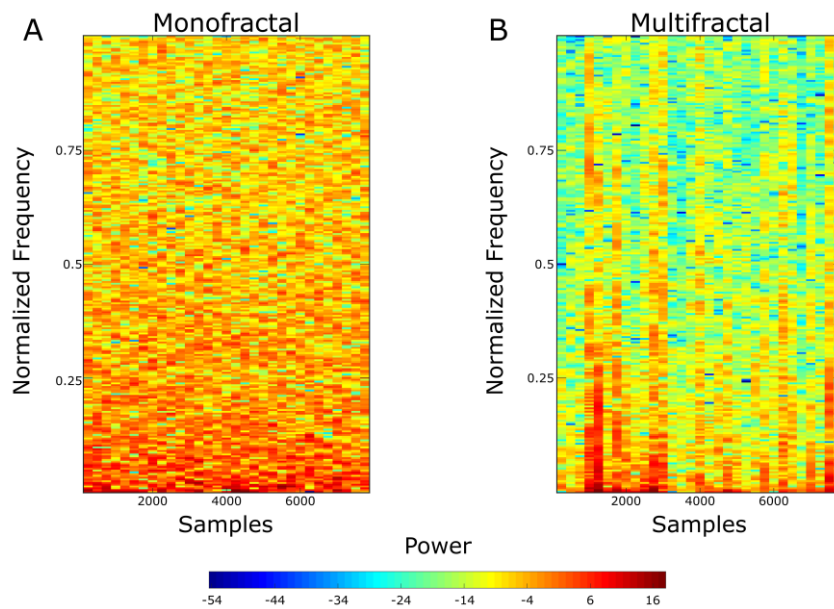 A
Monofractal
Normalized Frequency
0.75
0.5
0.25
2000
4000
6000
Samples
B
Multifractal
Normalized Frequency
0.75
0.5
0.25
2000
4000
6000
Samples
Power
-54
-44
-34
-24
-14
-4
6
16